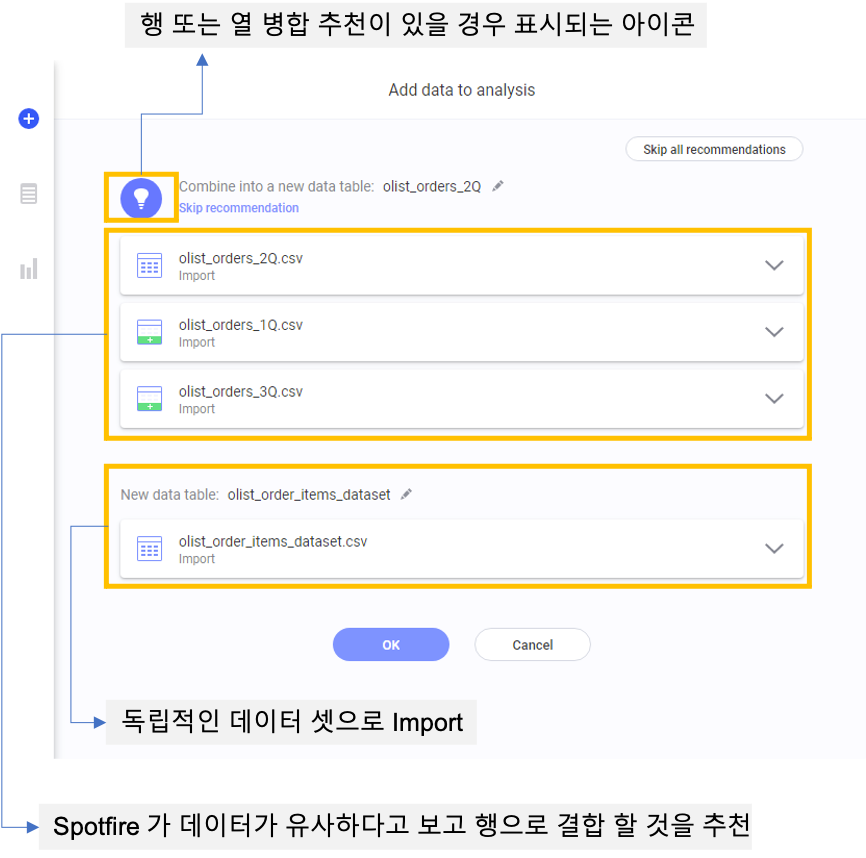 행 또는 열 병합 추천이 있을 경우 표시되는 아이콘
Add data to analysis
Skip all recommendations
Combine into a new data table: olist_orders_2Q
Skip recommendation
olist_orders_2Q.csv
Import
olist_orders_1Q.csv
Import
olist_orders_3Q.csv
Import
New data table: olist_order_items_dataset
olist_order_items_dataset.csv
Import
OK
Cancel
독립적인 데이터 셋으로 Import
Spotfire 가 데이터가 유사하다고 보고 행으로 결합 할 것을 추천